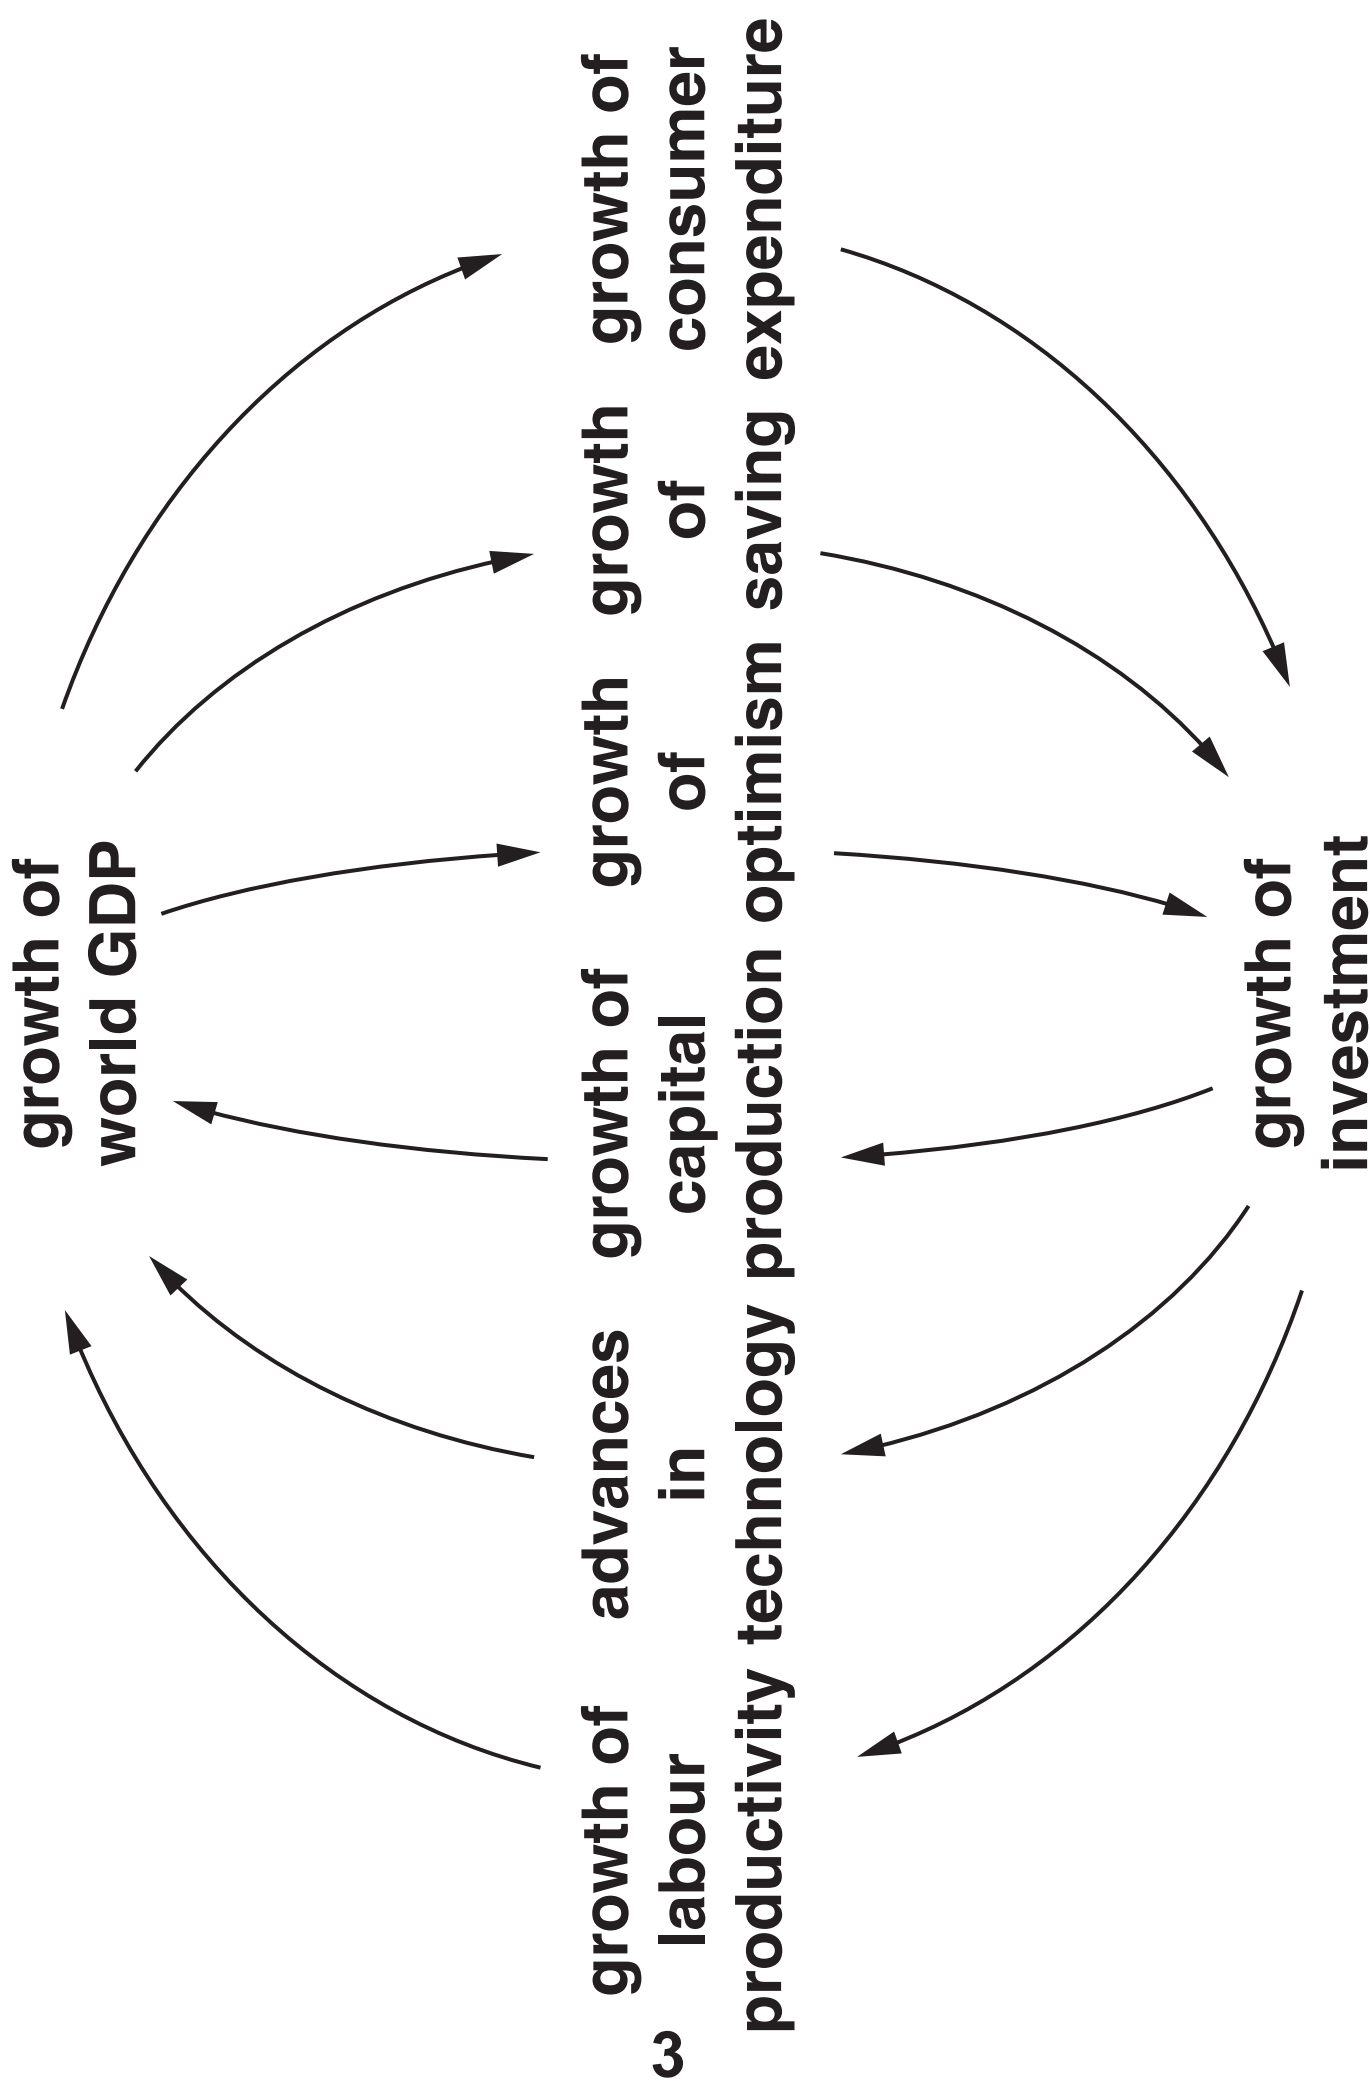 growth of
world GDP
growth of
labour
productivity
advances
in
technology
growth of
capital
production
growth
of
optimism
growth
of
saving
growth of
consumer
expenditure
growth of
investment
3